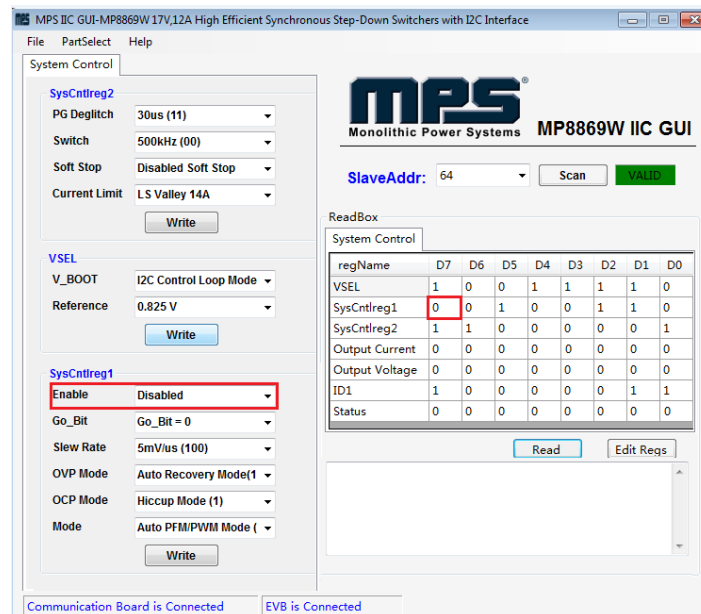 MPS IIC GUI-MP8869W 17V,12A High Efficient Synchronous Step-Down Switchers with I2C Interface
File PartSelect Help
System Control
SysCntlreg2
PG Deglitch 30us (11)
Switch 500kHz (00)
Soft Stop Disabled Soft Stop
Current Limit LS Valley 14A
Write
VSEL
V_BOOT I2C Control Loop Mode
Reference 0.825 V
Write
SysCntlreg1
Enable Disabled
Go_Bit Go_Bit = 0
Slew Rate 5mV/us (100)
OVP Mode Auto Recovery Mode(1
OCP Mode Hiccup Mode (1)
Mode Auto PFM/PWM Mode (
Write
mps®
Monolithic Power Systems MP8869W IIC GUI
SlaveAddr: 64 Scan VALID
ReadBox
System Control
regName D7 D6 D5 D4 D3 D2 D1 D0
VSEL 1 0 0 1 1 1 1 0
SysCntlreg1 0 0 1 0 0 1 1 0
SysCntlreg2 1 1 0 0 0 0 0 1
Output Current 0 0 0 0 0 0 0 0
Output Voltage 0 0 0 0 0 0 0 0
ID1 1 0 0 0 0 0 1 1
Status 0 0 0 0 0 0 0 0
Read Edit Regs
Communication Board is Connected EVB is Connected